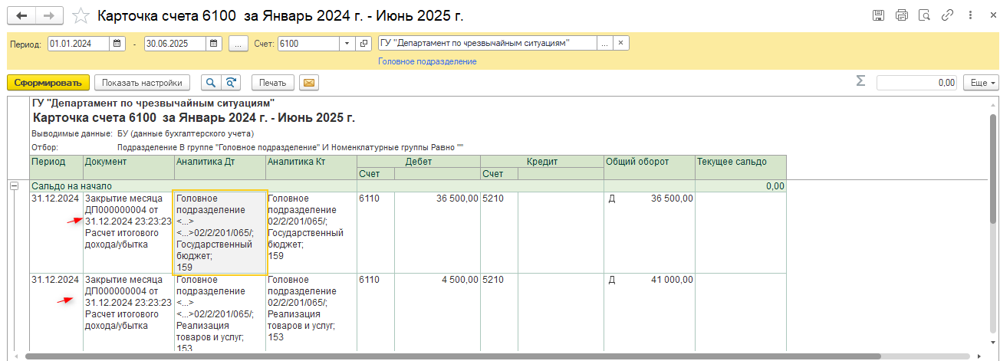 Карточка счета 6100 за Январь 2024 г. - Июнь 2025 г.
Период: 01.01.2024 - 30.06.2025 ... Счет: 6100 ГУ "Департамент по чрезвычайным ситуациям" ... ×
Головное подразделение
Сформировать Показать настройки Печать Σ 0,00 Еще
ГУ "Департамент по чрезвычайным ситуациям"
Карточка счета 6100 за Январь 2024 г. - Июнь 2025 г.
Выводимые данные: БУ (данные бухгалтерского учета)
Отбор: Подразделение В группе "Головное подразделение" И Номенклатурные группы Равно ""
Период Документ Аналитика Дт Аналитика Кт Дебет Кредит Общий оборот Текущее сальдо
Счет Счет
Сальдо на начало 0,00
31.12.2024 Закрытие месяца Головное Головное 6110 36 500,00 5210 Д 36 500,00
ДП000000004 от подразделение подразделение
31.12.2024 23:23:23 <...> 02/2/201/065/;
Расчет итогового <...>02/2/201/065/; Государственный
дохода/убытка Государственный бюджет;
бюджет; 159
159
31.12.2024 Закрытие месяца Головное Головное 6110 4 500,00 5210 Д 41 000,00
ДП000000004 от подразделение подразделение
31.12.2024 23:23:23 <...> 02/2/201/065/;
Расчет итогового <...>02/2/201/065/; Реализация
дохода/убытка Реализация товаров и услуг;
товаров и услуг; 153
153